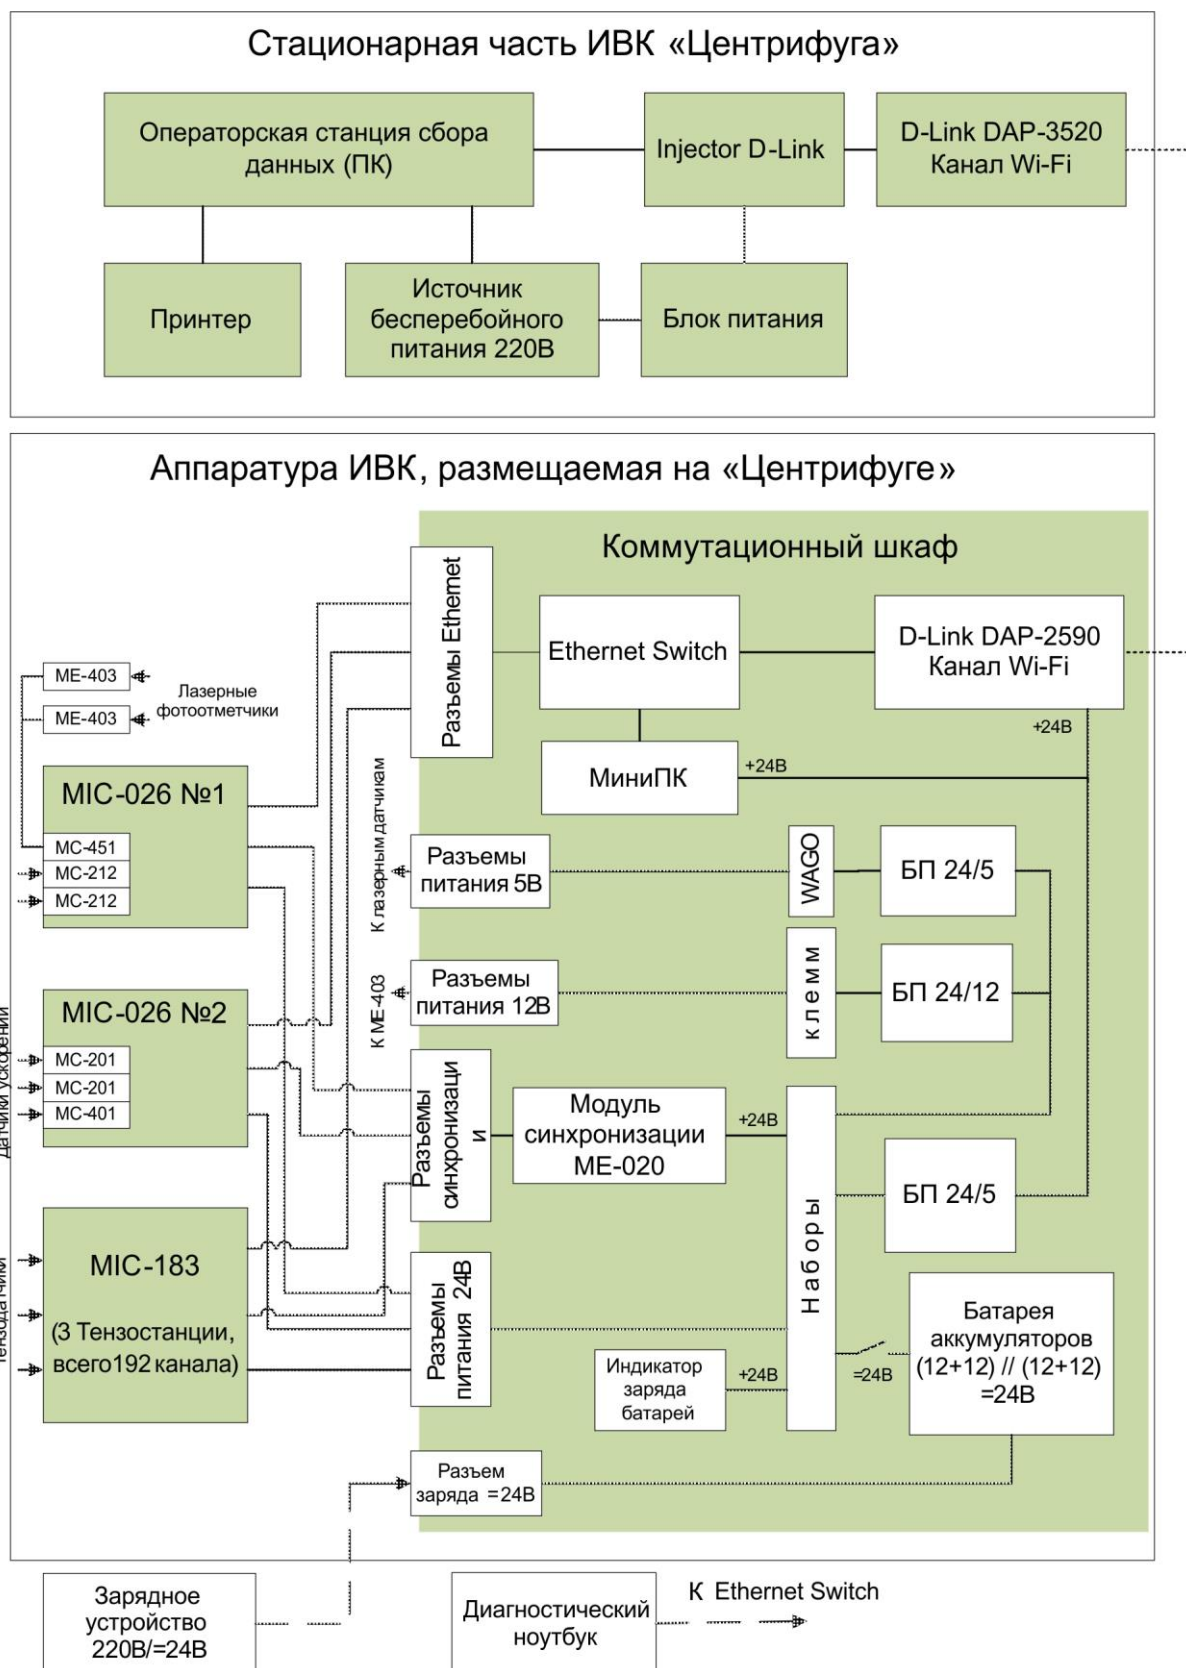 Стационарная часть ИВК «Центрифуга»
Операторская станция сбора
данных (ПК)
Injector D-Link
D-Link DAP-3520
Канал Wi-Fi
Принтер
Источник
бесперебойного
питания 220В
Блок питания
Аппаратура ИВК, размещаемая на «Центрифуге»
Коммутационный шкаф
Разъемы Ethernet
Ethernet Switch
D-Link DAP-2590
Канал Wi-Fi
+24В
МиниПК
+24В
ME-403
ME-403
Лазерные
фотоотметчики
MIC-026 №1
MC-451
MC-212
MC-212
К лазерным датчикам
Разъемы
питания 5В
WAGO
БП 24/5
К ME-403
Разъемы
питания 12В
клемм
БП 24/12
Датчики ускорений
MIC-026 №2
MC-201
MC-201
MC-401
Разъемы
синхронизаци
и
Модуль
синхронизации
ME-020
+24В
Наборы
БП 24/5
Тензодатчики
MIC-183
(3 Тензостанции,
всего192 канала)
Разъемы
питания 24В
Индикатор
заряда
батарей
+24В
=24В
Батарея
аккумуляторов
(12+12) // (12+12)
=24В
Разъем
заряда =24В
Зарядное
устройство
220В/=24В
Диагностический
ноутбук
К Ethernet Switch